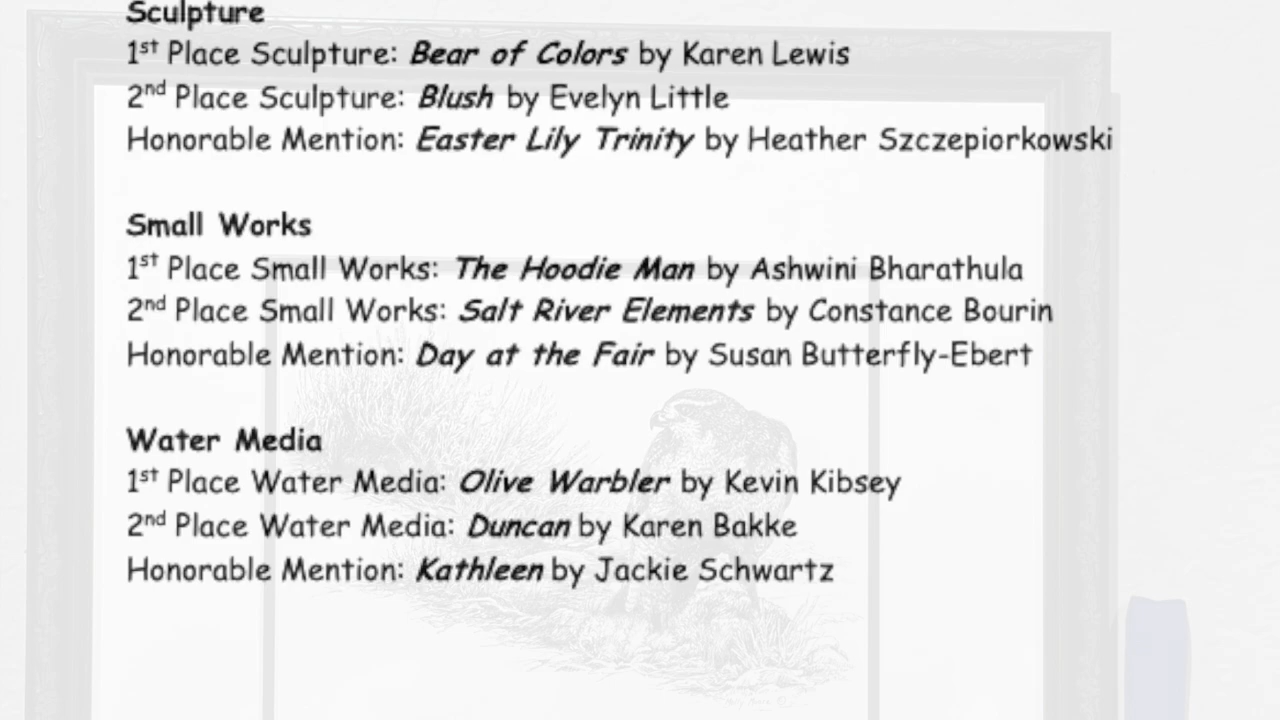 Sculpture
1st Place Sculpture: Bear of Colors by Karen Lewis
2nd Place Sculpture: Blush by Evelyn Little
Honorable Mention: Easter Lily Trinity by Heather Szczepiorkowski
Small Works
1st Place Small Works: The Hoodie Man by Ashwini Bharathula
2nd Place Small Works: Salt River Elements by Constance Bourin
Honorable Mention: Day at the Fair by Susan Butterfly-Ebert
Water Media
1st Place Water Media: Olive Warbler by Kevin Kibsey
2nd Place Water Media: Duncan by Karen Bakke
Honorable Mention: Kathleen by Jackie Schwartz